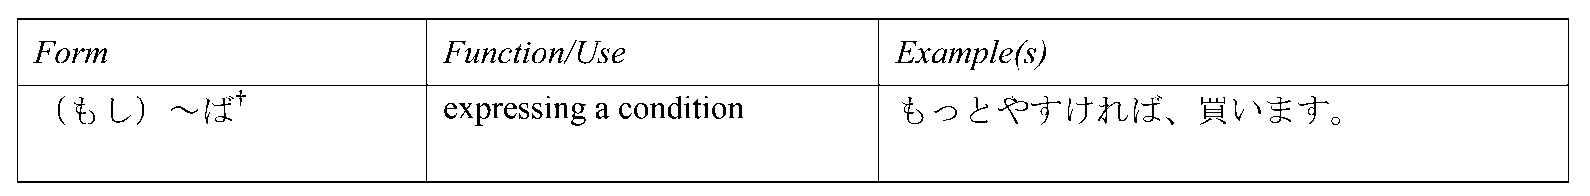 Form Function/Use Example(s)
（もし）～ば† expressing a condition もっとやすければ、買います。